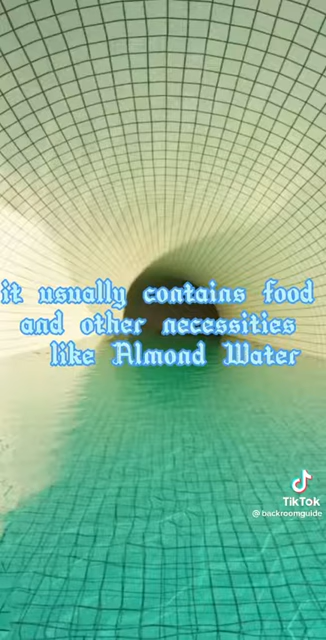 it usually contains food
and other necessities
like Almond Water
TikTok
@backroomguide